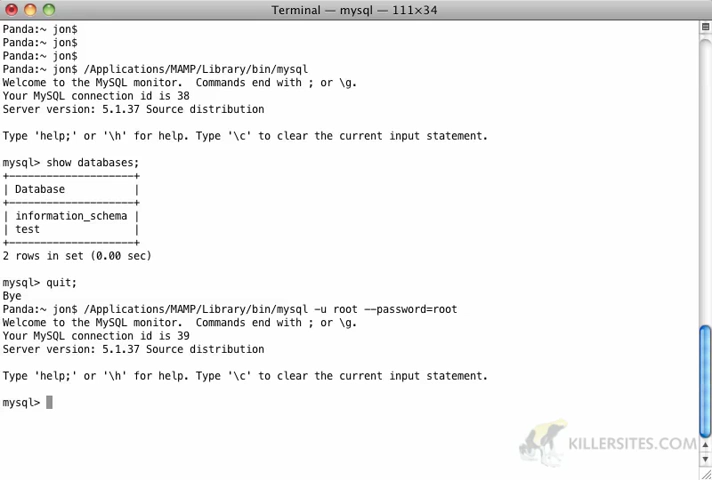 Terminal — mysql — 111×34
Panda:~ jon$
Panda:~ jon$
Panda:~ jon$
Panda:~ jon$ /Applications/MAMP/Library/bin/mysql
Welcome to the MySQL monitor.  Commands end with ; or \g.
Your MySQL connection id is 38
Server version: 5.1.37 Source distribution
Type 'help;' or '\h' for help. Type '\c' to clear the current input statement.
mysql> show databases;
+--------------------+
| Database           |
+--------------------+
| information_schema |
| test               |
+--------------------+
2 rows in set (0.00 sec)
mysql> quit;
Bye
Panda:~ jon$ /Applications/MAMP/Library/bin/mysql -u root --password=root
Welcome to the MySQL monitor.  Commands end with ; or \g.
Your MySQL connection id is 39
Server version: 5.1.37 Source distribution
Type 'help;' or '\h' for help. Type '\c' to clear the current input statement.
mysql>
KILLERSITES.COM